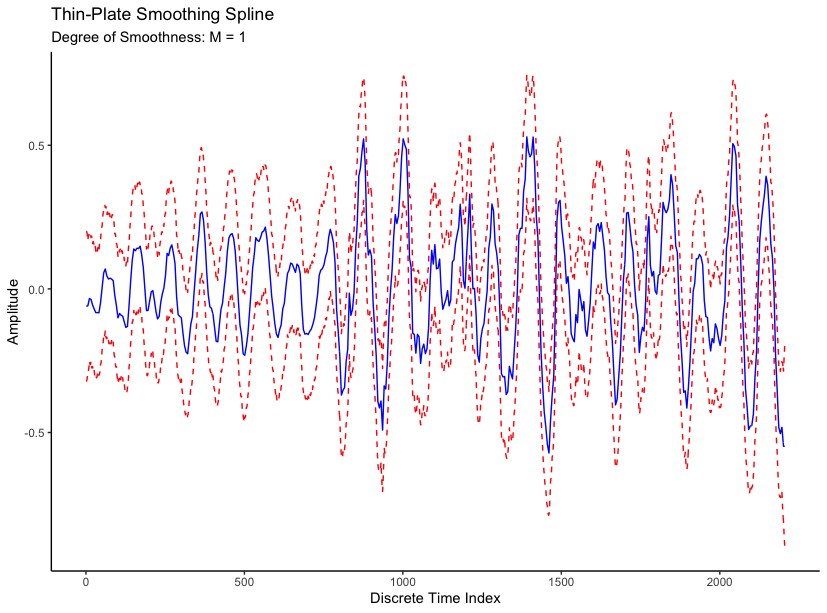 Thin-Plate Smoothing Spline
Degree of Smoothness: M = 1
Amplitude
0.5
0.0
-0.5
0
500
1000
1500
2000
Discrete Time Index